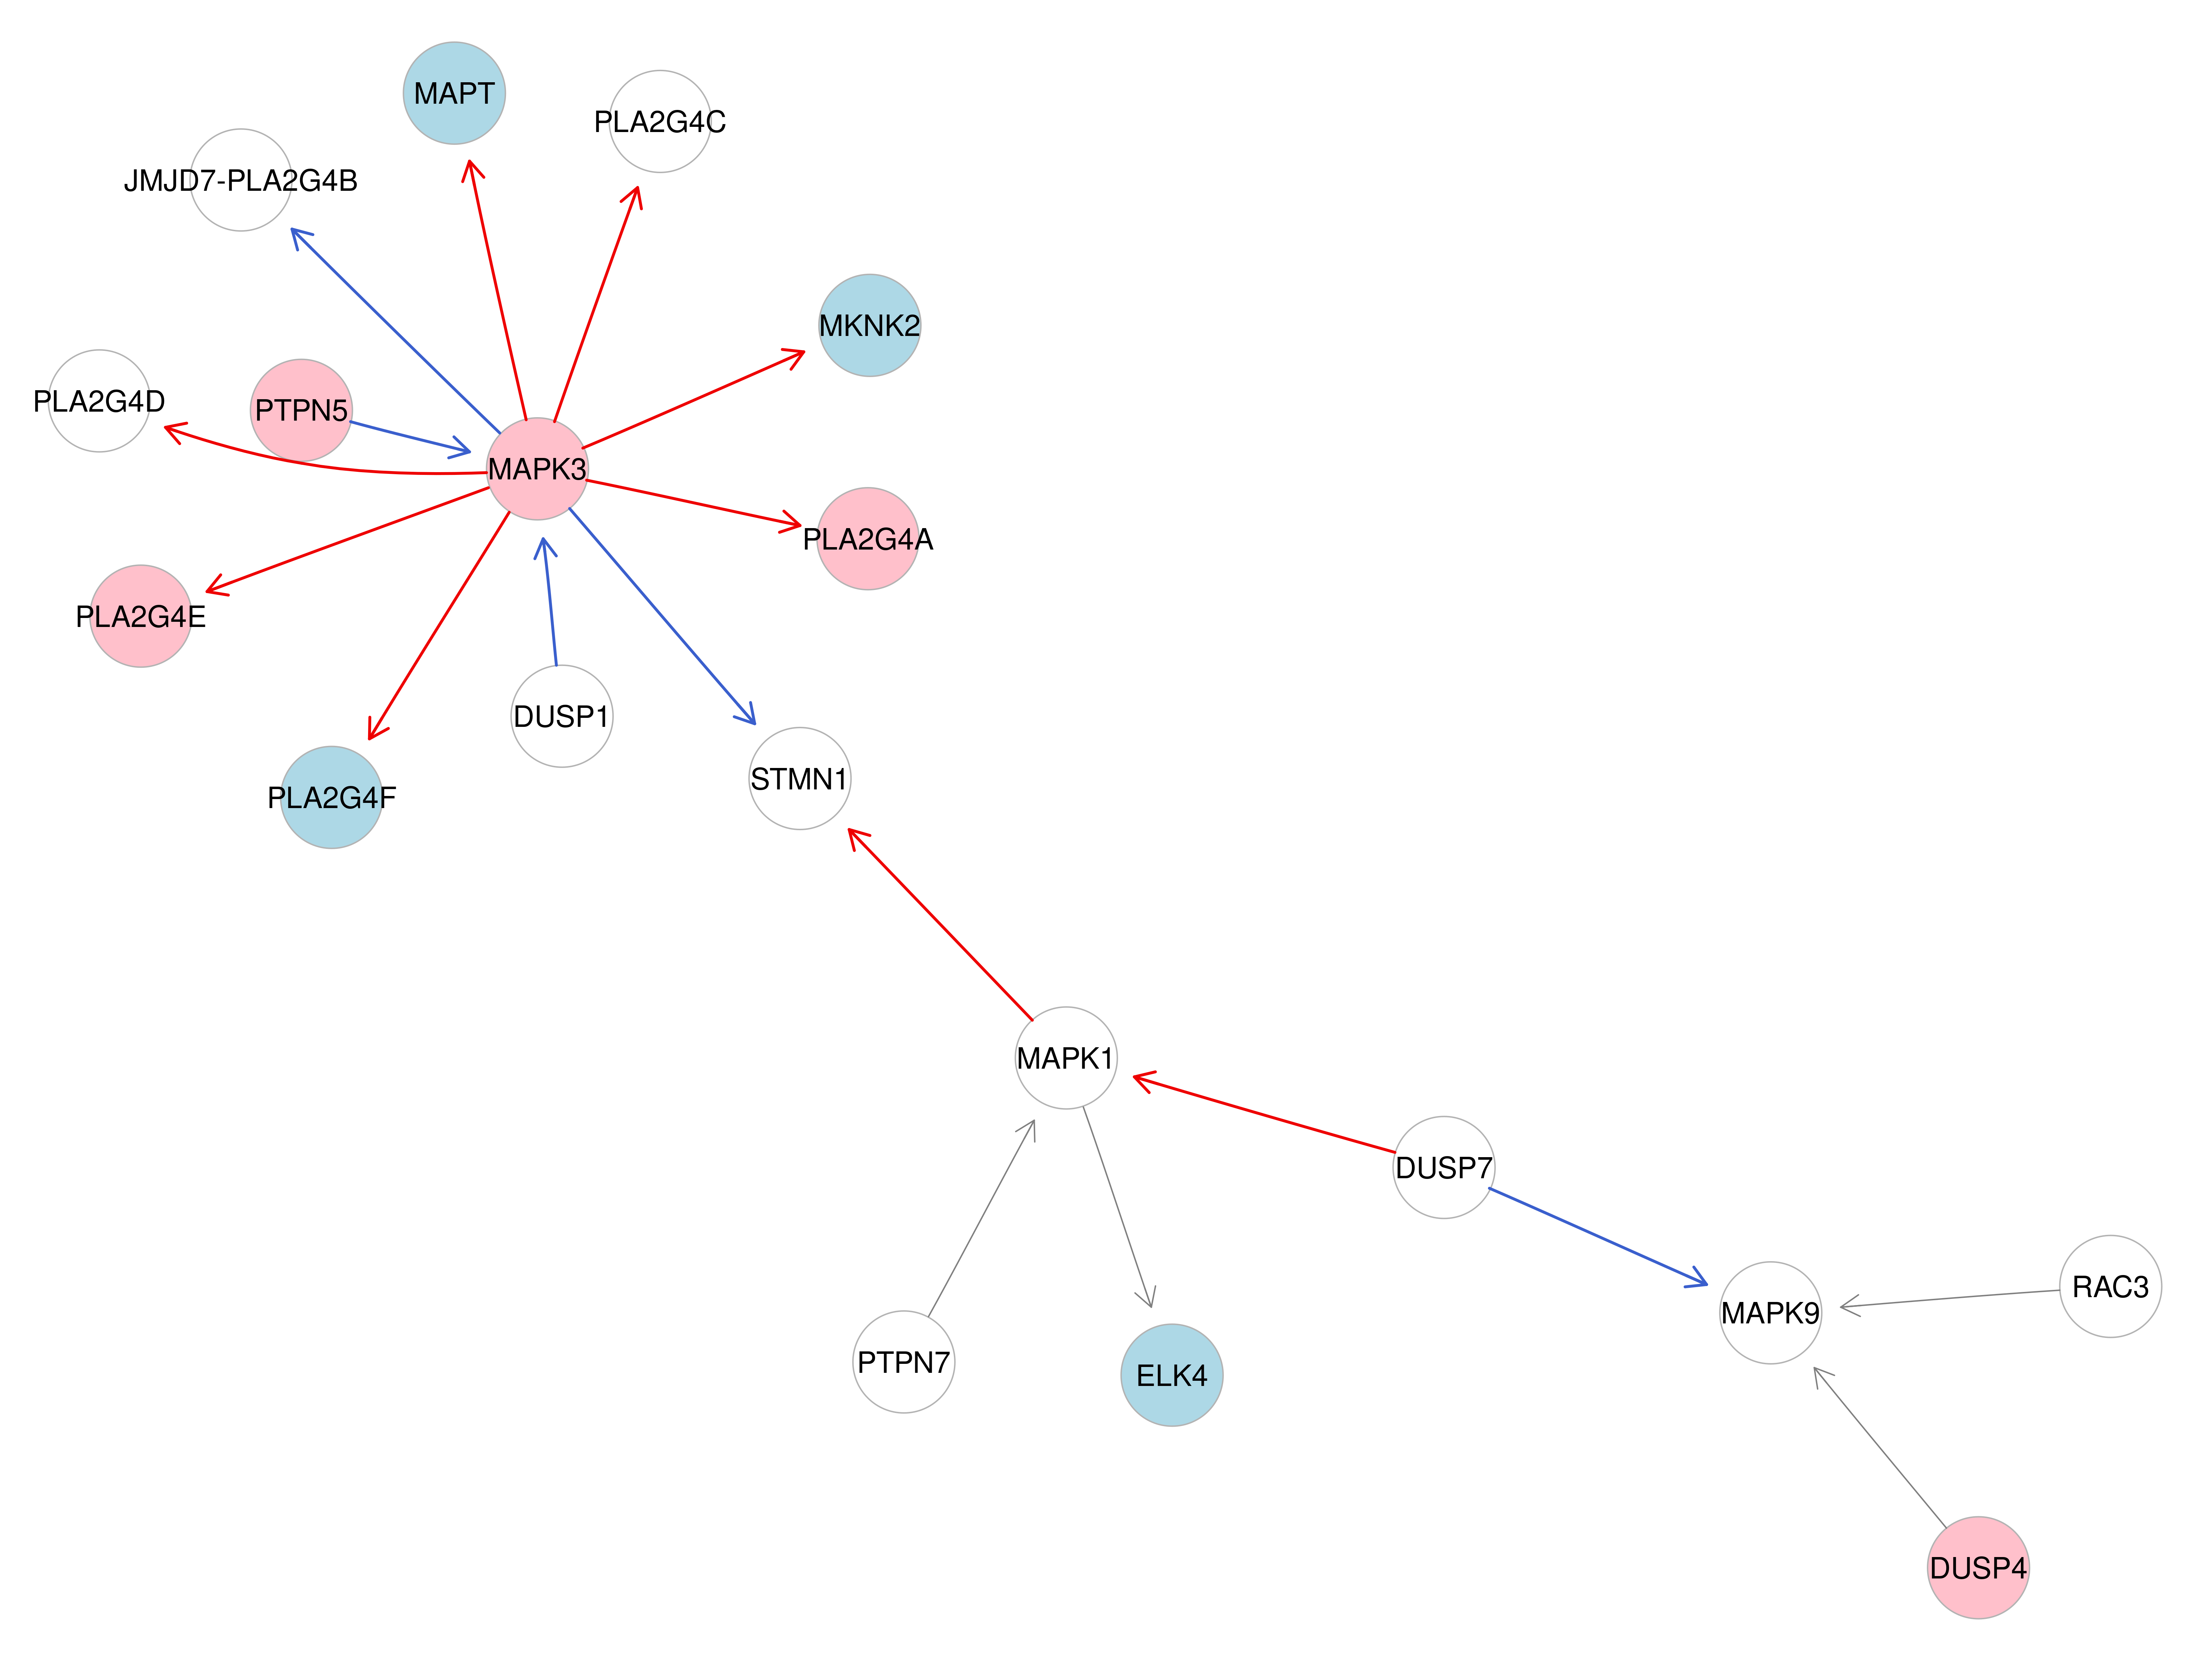 MAPT
PLA2G4C
JMJD7-PLA2G4B
MKNK2
PLA2G4D
PTPN5
MAPK3
PLA2G4A
PLA2G4E
DUSP1
STMN1
PLA2G4F
MAPK1
DUSP7
RAC3
MAPK9
PTPN7
ELK4
DUSP4